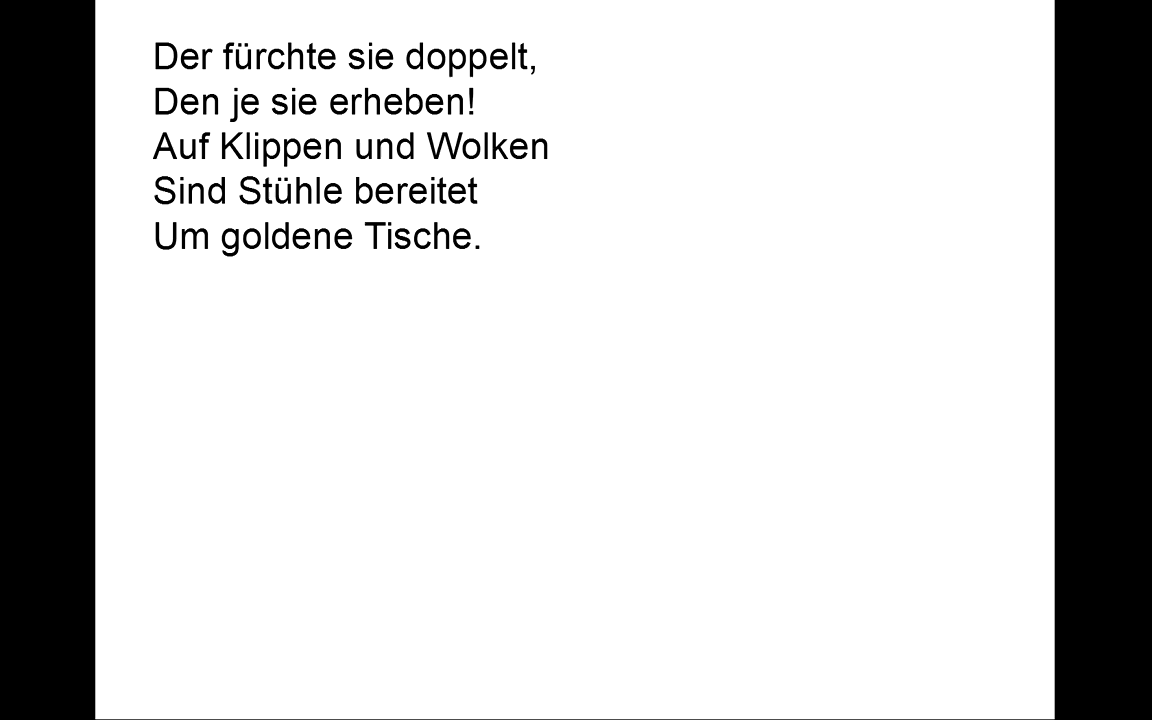 Der fürchte sie doppelt,
Den je sie erheben!
Auf Klippen und Wolken
Sind Stühle bereitet
Um goldene Tische.